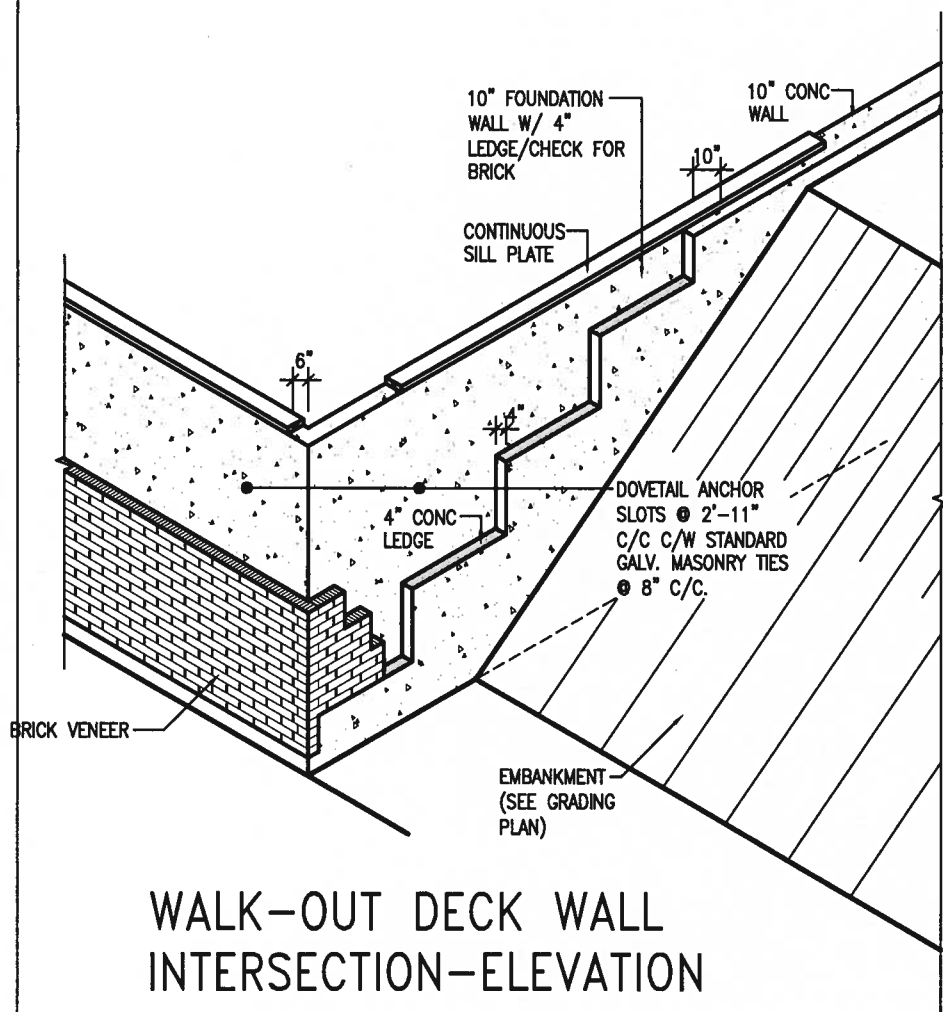 10" FOUNDATION
WALL W/ 4"
LEDGE/CHECK FOR
BRICK
10" CONC
WALL
10"
CONTINUOUS
SILL PLATE
6"
4"
DOVETAIL ANCHOR
SLOTS @ 2'-11"
C/C C/W STANDARD
GALV. MASONRY TIES
@ 8" C/C.
4" CONC
LEDGE
BRICK VENEER
EMBANKMENT
(SEE GRADING
PLAN)
WALK-OUT DECK WALL
INTERSECTION-ELEVATION